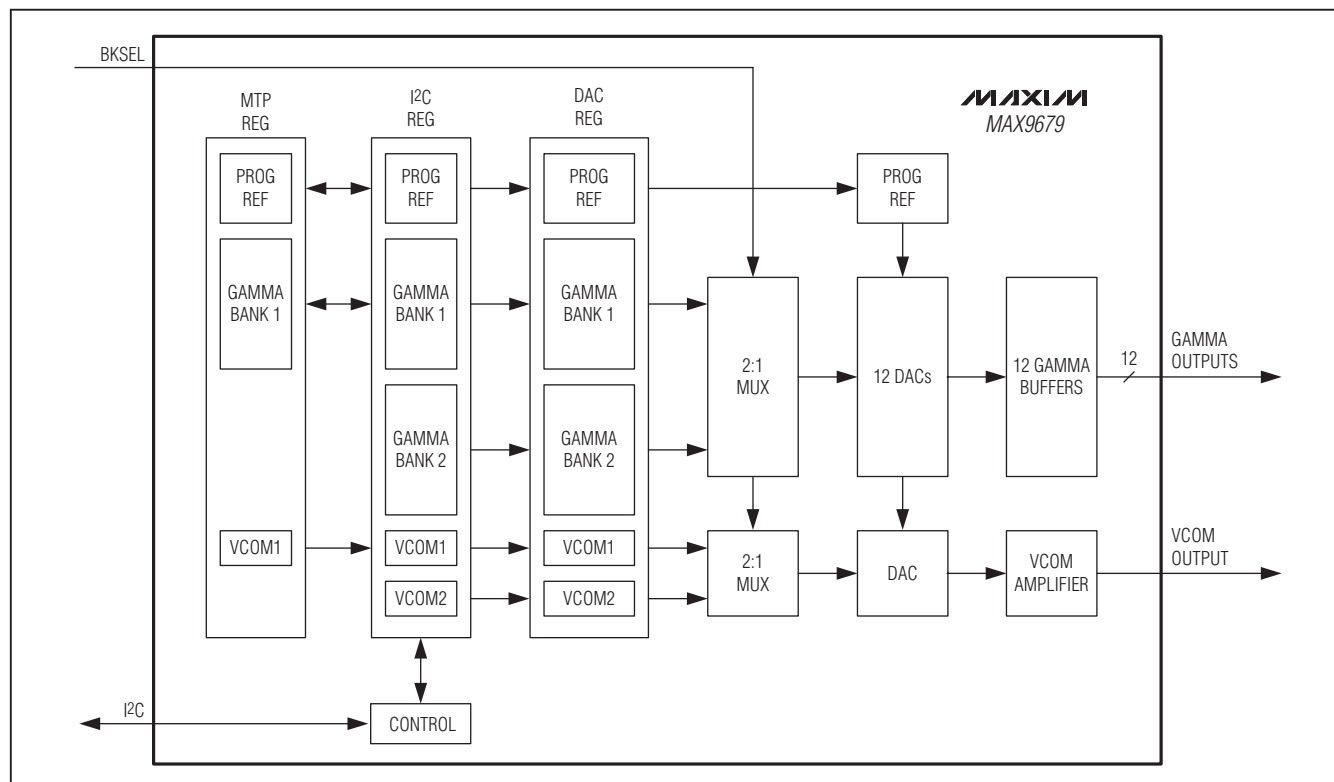 BKSEL
MTP
REG
I²C
REG
DAC
REG
MAXIM
MAX9679
PROG
REF
PROG
REF
PROG
REF
PROG
REF
GAMMA
BANK 1
GAMMA
BANK 1
GAMMA
BANK 1
2:1
MUX
12 DACs
12 GAMMA
BUFFERS
12
GAMMA
OUTPUTS
GAMMA
BANK 2
GAMMA
BANK 2
VCOM1
VCOM1
VCOM1
VCOM2
VCOM2
2:1
MUX
DAC
VCOM
AMPLIFIER
VCOM
OUTPUT
I²C
CONTROL